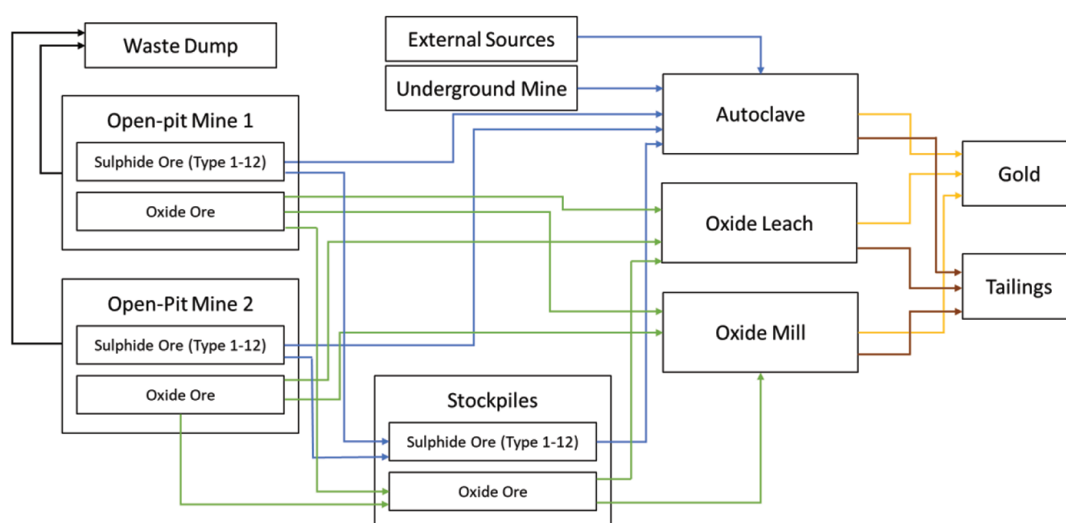 Waste Dump
External Sources
Underground Mine
Open-pit Mine 1
Sulphide Ore (Type 1-12)
Oxide Ore
Open-Pit Mine 2
Sulphide Ore (Type 1-12)
Oxide Ore
Stockpiles
Sulphide Ore (Type 1-12)
Oxide Ore
Autoclave
Oxide Leach
Oxide Mill
Gold
Tailings